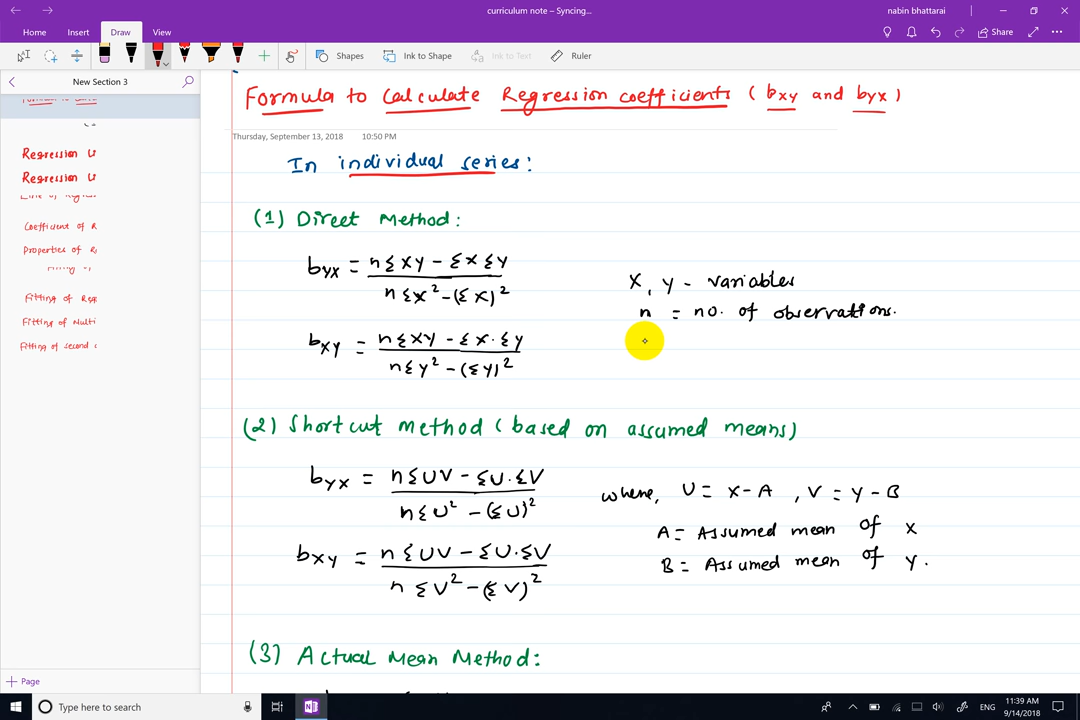 curriculum note – Syncing...
nabin bhattarai
Home Insert Draw View
Share
Shapes Ink to Shape Ink to Text Ruler
New Section 3
Regression L
Regression L
Line of Regr
Coefficient of R
Properties of R
Fitting of Regr
Fitting of Multi
Fitting of second
Page
Formula to Calculate Regression coefficients (bxy and byx)
Thursday, September 13, 2018 10:50 PM
In individual series:
(1) Direct Method:
byx = nΣXY - ΣXΣY / nΣX² - (ΣX)²
X, Y - variables
n = no. of observations.
bxy = nΣXY - ΣX·ΣY / nΣY² - (ΣY)²
(2) Shortcut method (based on assumed means)
byx = nΣUV - ΣU·ΣV / nΣU² - (ΣU)²
where, U = X-A, V = Y-B
A = Assumed mean of X
bxy = nΣUV - ΣU·ΣV / nΣV² - (ΣV)²
B = Assumed mean of Y.
(3) Actual Mean Method:
Type here to search
ENG
11:39 AM
9/14/2018